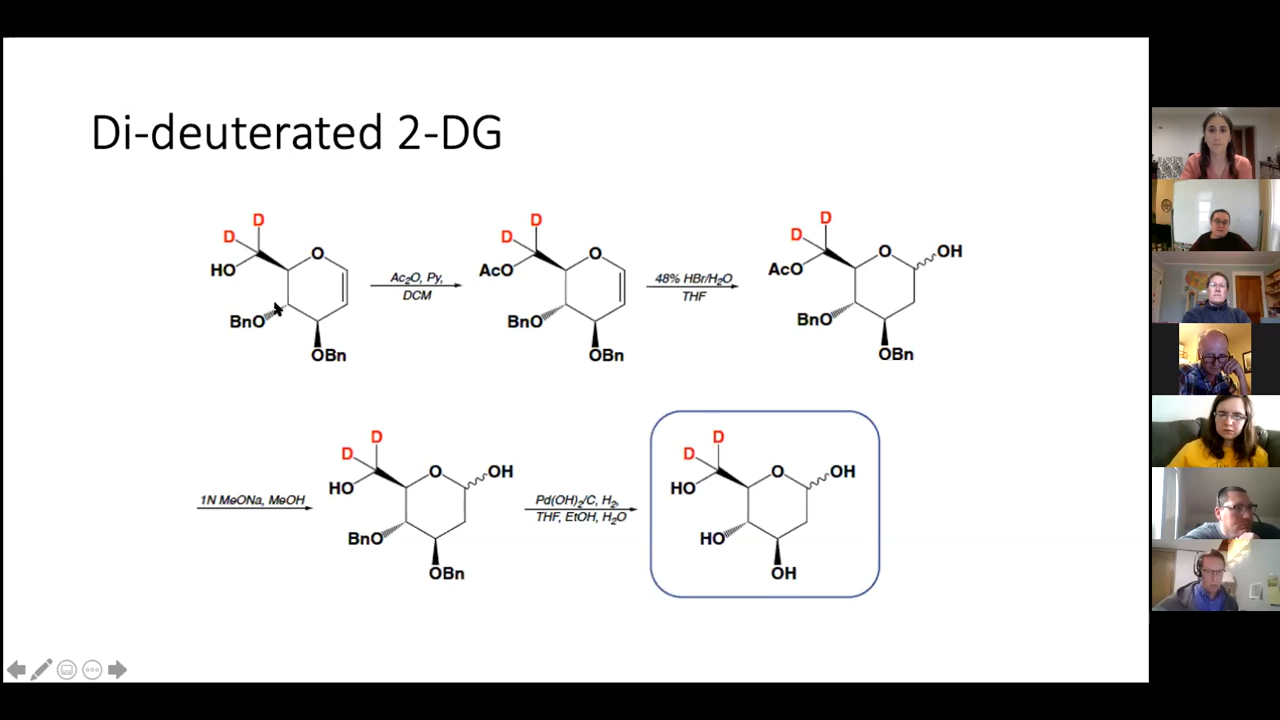 Di-deuterated 2-DG
D
D
HO
O
BnO
OBn
Ac₂O, Py,
DCM
D
D
AcO
O
BnO
OBn
48% HBr/H₂O
THF
D
D
AcO
O
OH
BnO
OBn
1N MeONa, MeOH
D
D
HO
O
OH
BnO
OBn
Pd(OH)₂/C, H₂,
THF, EtOH, H₂O
D
D
HO
O
OH
HO
OH